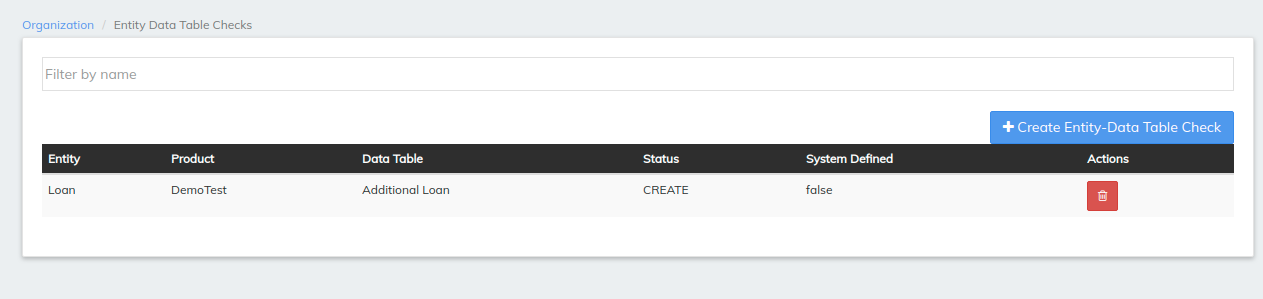 Organization / Entity Data Table Checks
Filter by name
Create Entity-Data Table Check
Entity Product Data Table Status System Defined Actions
Loan DemoTest Additional Loan CREATE false